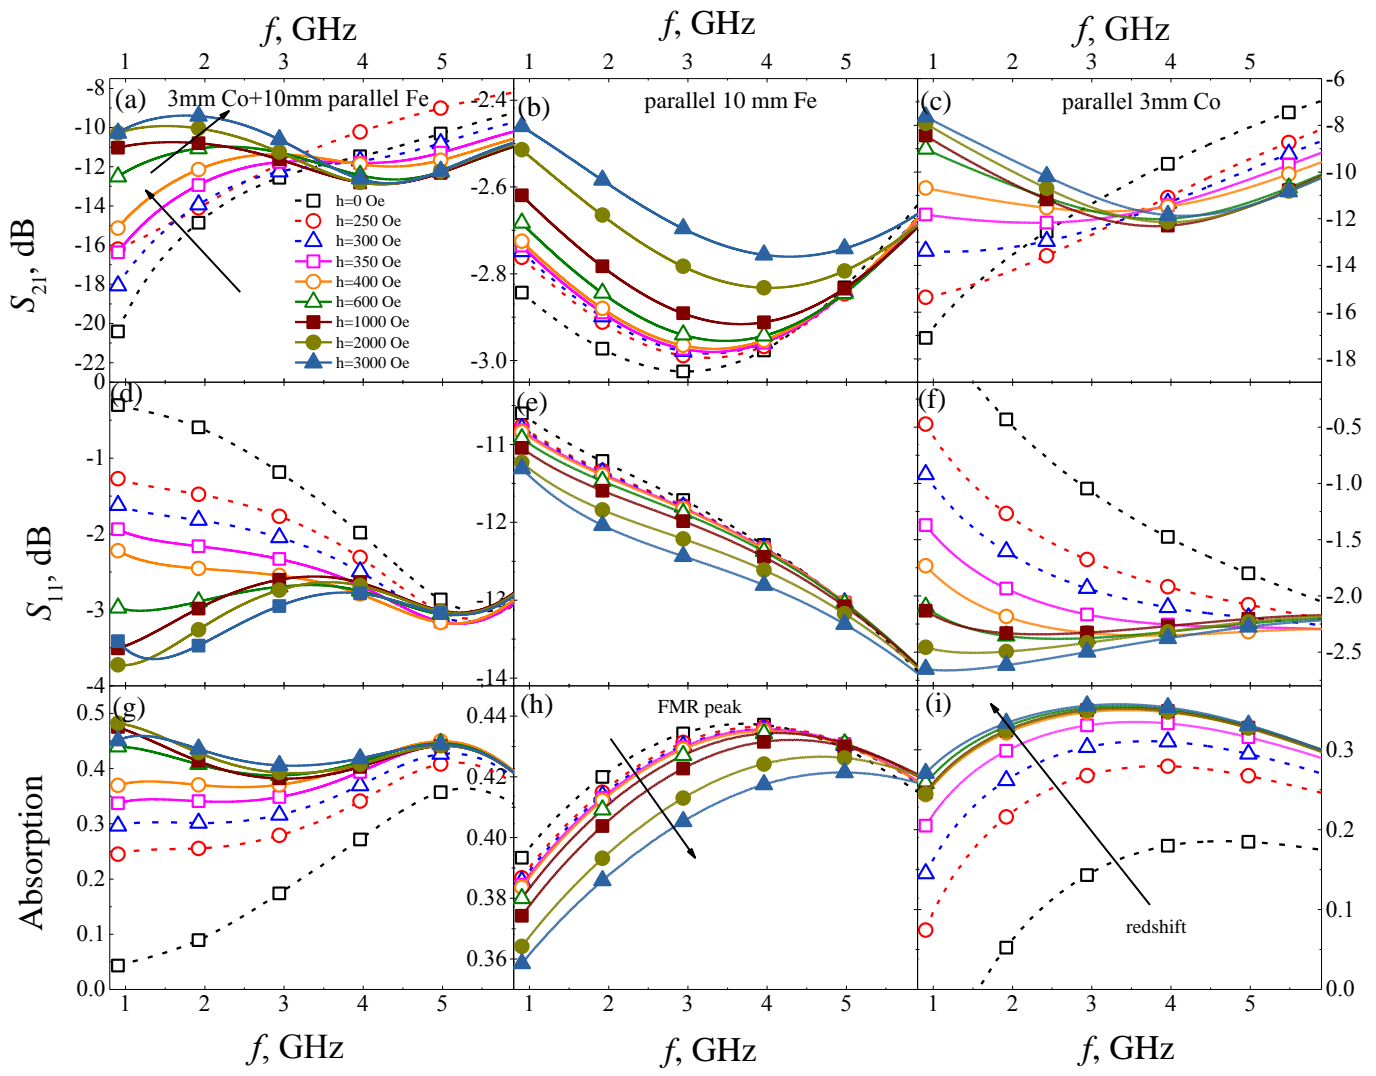 f, GHz f, GHz f, GHz
1 2 3 4 5 1 2 3 4 5 1 2 3 4 5
(a) 3mm Co+10mm parallel Fe
(b) parallel 10 mm Fe
(c) parallel 3mm Co
S21, dB
-8
-10
-12
-14
-16
-18
-20
-22
h=0 Oe
h=250 Oe
h=300 Oe
h=350 Oe
h=400 Oe
h=600 Oe
h=1000 Oe
h=2000 Oe
h=3000 Oe
-2.4
-2.6
-2.8
-3.0
-6
-8
-10
-12
-14
-16
-18
(d)
(e)
(f)
S11, dB
0
-1
-2
-3
-4
-11
-12
-13
-14
-0.5
-1.0
-1.5
-2.0
-2.5
(g)
(h) FMR peak
(i)
redshift
Absorption
0.5
0.4
0.3
0.2
0.1
0.0
0.44
0.42
0.40
0.38
0.36
0.3
0.2
0.1
0.0
1 2 3 4 5 1 2 3 4 5 1 2 3 4 5
f, GHz f, GHz f, GHz